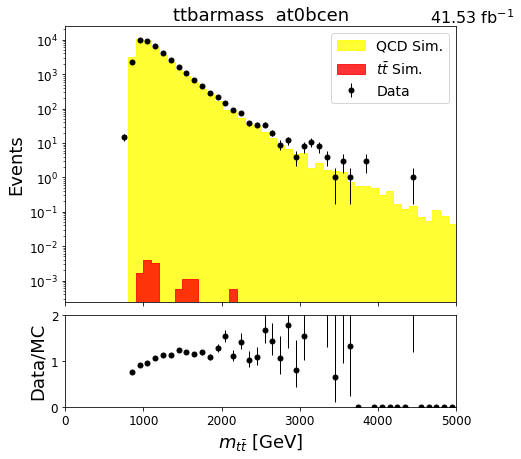 ttbarmass  at0bcen
41.53 fb⁻¹
QCD Sim.
tt̄ Sim.
Data
Events
10⁴
10³
10²
10¹
10⁰
10⁻¹
10⁻²
10⁻³
Data/MC
2
1
0
0 1000 2000 3000 4000 5000
m_tt̄ [GeV]